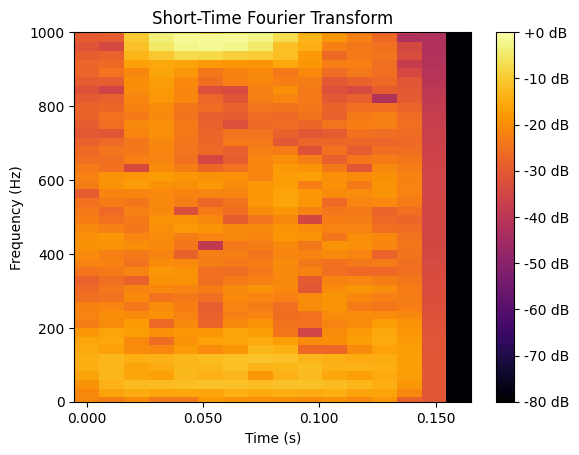 Short-Time Fourier Transform
1000
800
600
400
200
0
Frequency (Hz)
0.000
0.050
0.100
0.150
Time (s)
+0 dB
-10 dB
-20 dB
-30 dB
-40 dB
-50 dB
-60 dB
-70 dB
-80 dB